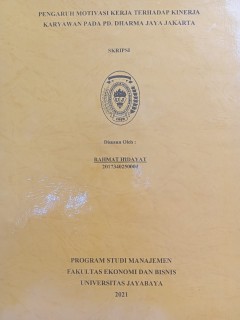 PENGARUH MOTIVASI KERJA TERHADAP KINERJA
KARYAWAN PADA PD. DHARMA JAYA JAKARTA
SKRIPSI
Disusun Oleh :
RAHMAT HIDAYAT
PROGRAM STUDI MANAJEMEN
FAKULTAS EKONOMI DAN BISNIS
UNIVERSITAS JAYABAYA
2021